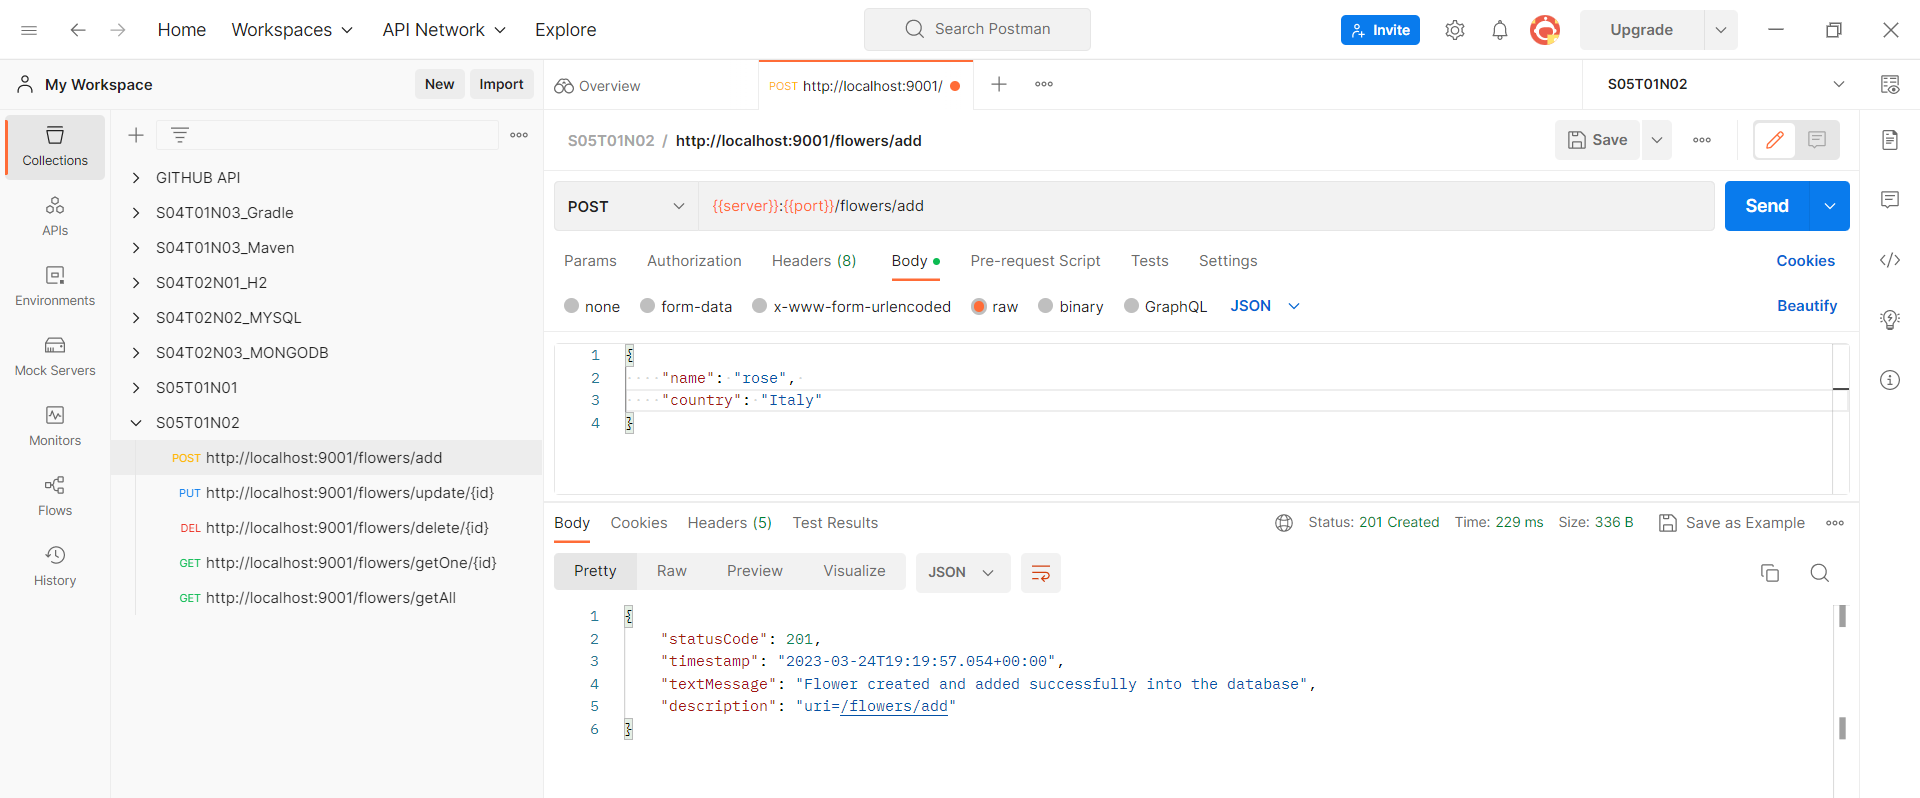 Home Workspaces API Network Explore Search Postman Invite Upgrade
My Workspace New Import
Overview POST http://localhost:9001/ S05T01N02
Collections
APIs
Environments
Mock Servers
Monitors
Flows
History
GITHUB API
S04T01N03_Gradle
S04T01N03_Maven
S04T02N01_H2
S04T02N02_MYSQL
S04T02N03_MONGODB
S05T01N01
S05T01N02
POST http://localhost:9001/flowers/add
PUT http://localhost:9001/flowers/update/{id}
DEL http://localhost:9001/flowers/delete/{id}
GET http://localhost:9001/flowers/getOne/{id}
GET http://localhost:9001/flowers/getAll
S05T01N02 / http://localhost:9001/flowers/add Save
POST {{server}}:{{port}}/flowers/add Send
Params Authorization Headers (8) Body Pre-request Script Tests Settings Cookies
none form-data x-www-form-urlencoded raw binary GraphQL JSON Beautify
1 {
2 "name": "rose",
3 "country": "Italy"
4 }
Body Cookies Headers (5) Test Results Status: 201 Created Time: 229 ms Size: 336 B Save as Example
Pretty Raw Preview Visualize JSON
1 {
2 "statusCode": 201,
3 "timestamp": "2023-03-24T19:19:57.054+00:00",
4 "textMessage": "Flower created and added successfully into the database",
5 "description": "uri=/flowers/add"
6 }